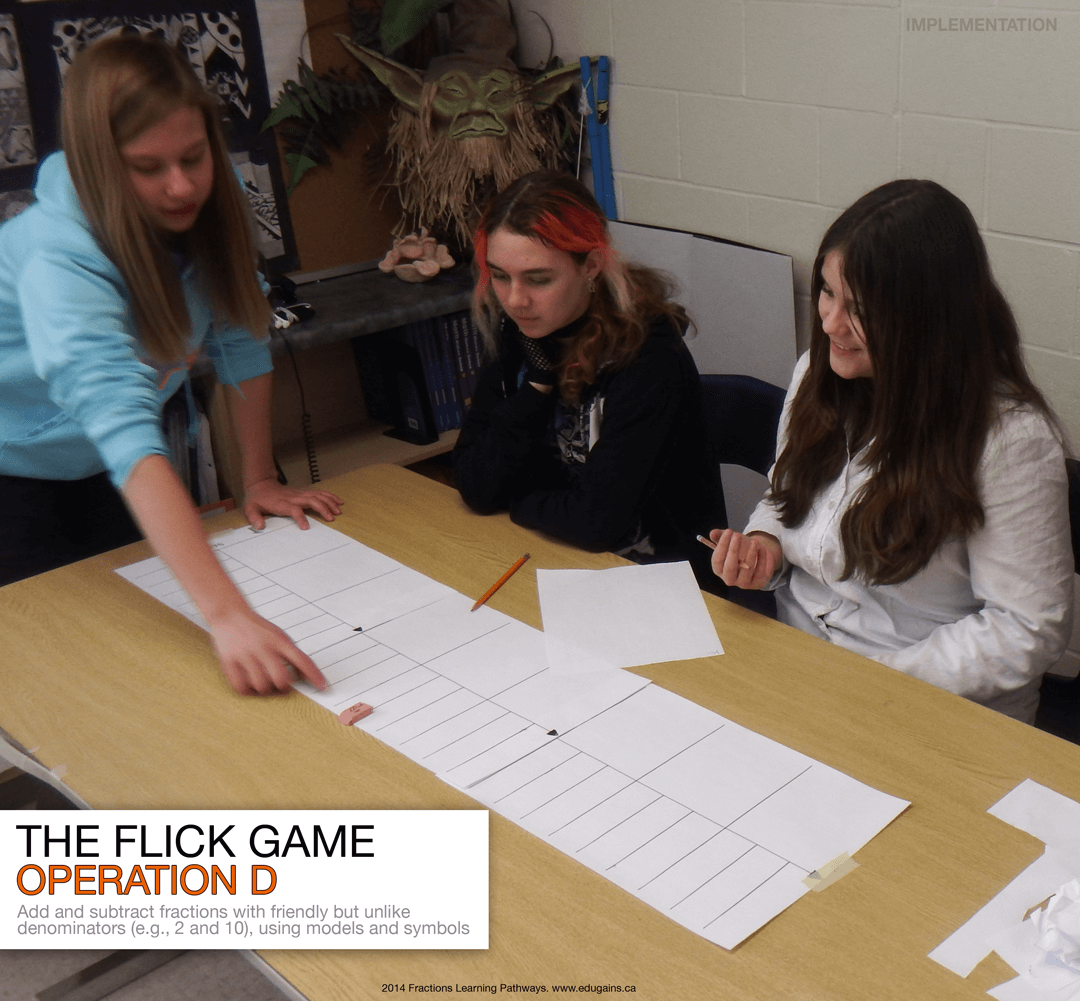 IMPLEMENTATION
THE FLICK GAME
OPERATION D
Add and subtract fractions with friendly but unlike
denominators (e.g., 2 and 10), using models and symbols
2014 Fractions Learning Pathways. www.edugains.ca